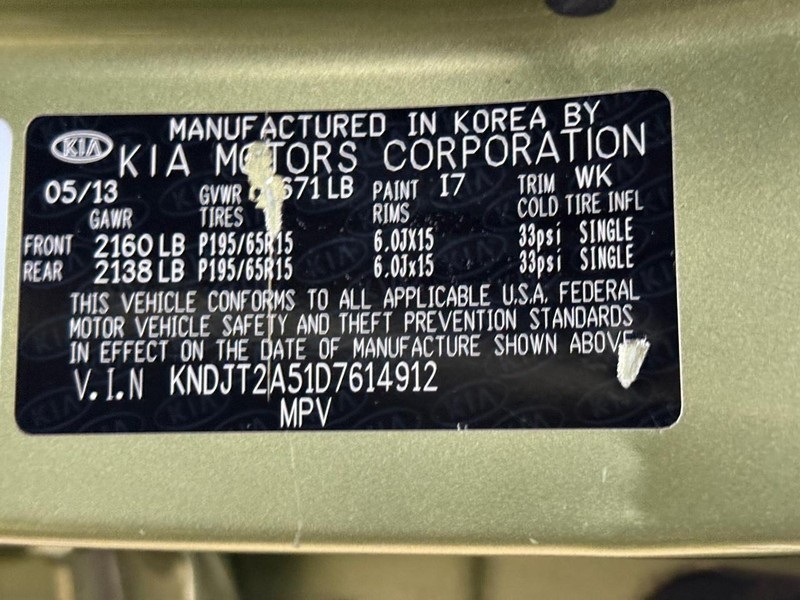 MANUFACTURED IN KOREA BY
KIA KIA MOTORS CORPORATION
05/13 GVWR 671 LB PAINT I7 TRIM WK
GAWR TIRES RIMS COLD TIRE INFL
FRONT 2160 LB P195/65R15 6.0JX15 33psi SINGLE
REAR 2138 LB P195/65R15 6.0Jx15 33psi SINGLE
THIS VEHICLE CONFORMS TO ALL APPLICABLE U.S.A. FEDERAL
MOTOR VEHICLE SAFETY AND THEFT PREVENTION STANDARDS
IN EFFECT ON THE DATE OF MANUFACTURE SHOWN ABOVE.
V.I.N KNDJT2A51D7614912
MPV